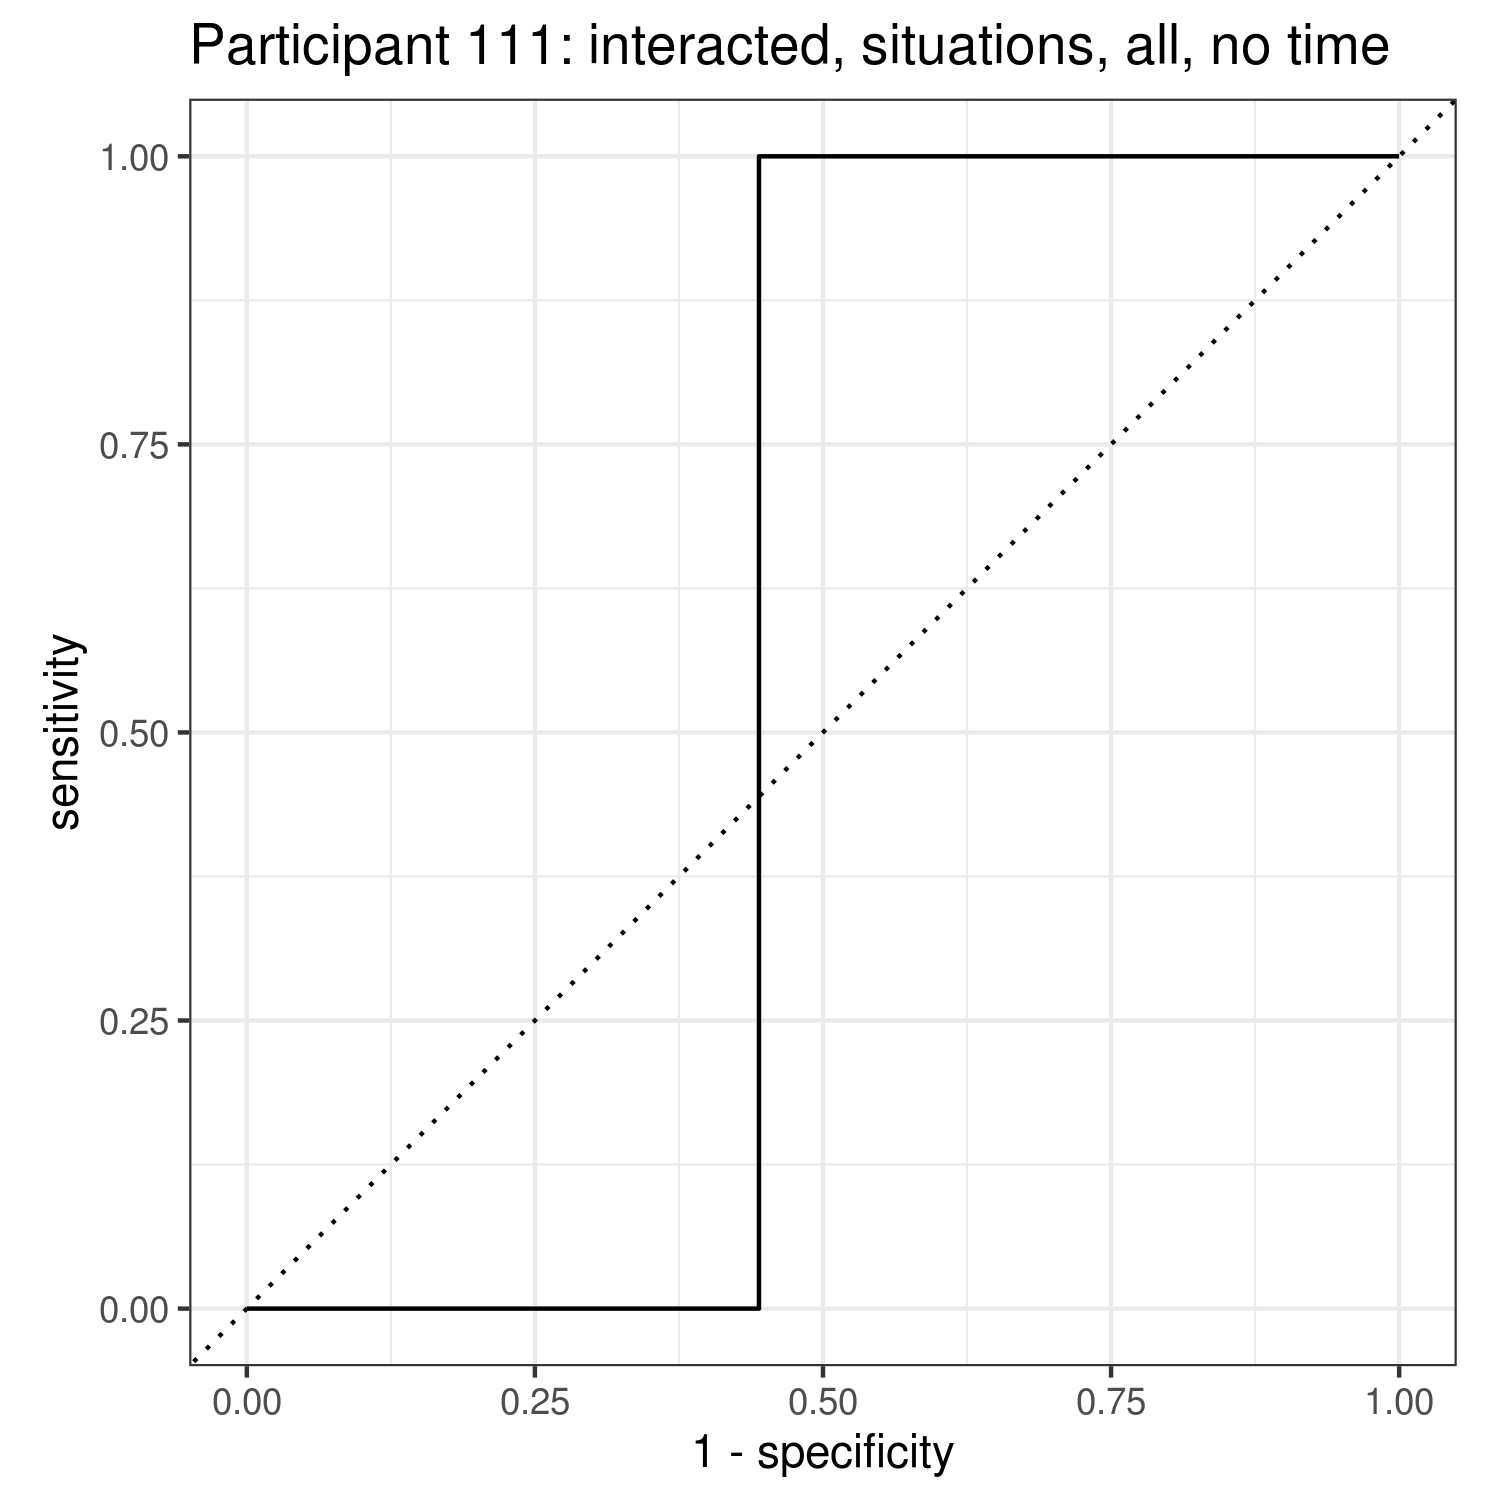 Participant 111: interacted, situations, all, no time
1.00
0.75
0.50
0.25
0.00
sensitivity
0.00 0.25 0.50 0.75 1.00
1 - specificity